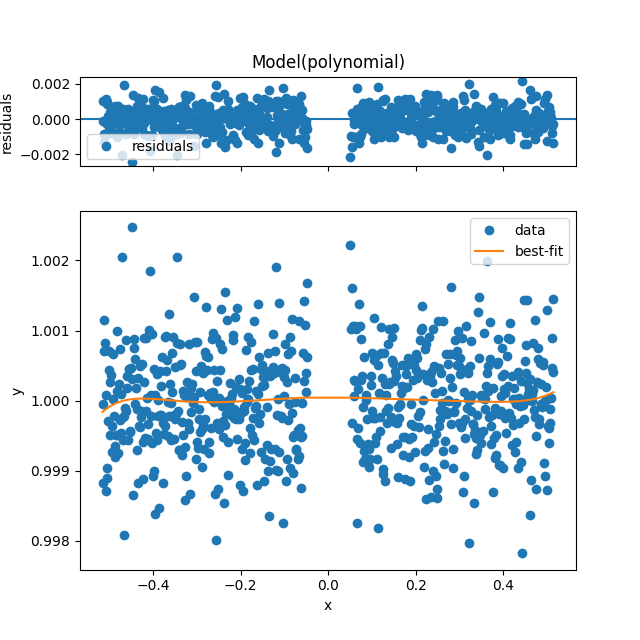 Model(polynomial)
0.002
0.000
−0.002
residuals
residuals
1.002
1.001
1.000
0.999
0.998
y
data
best-fit
−0.4 −0.2 0.0 0.2 0.4
x